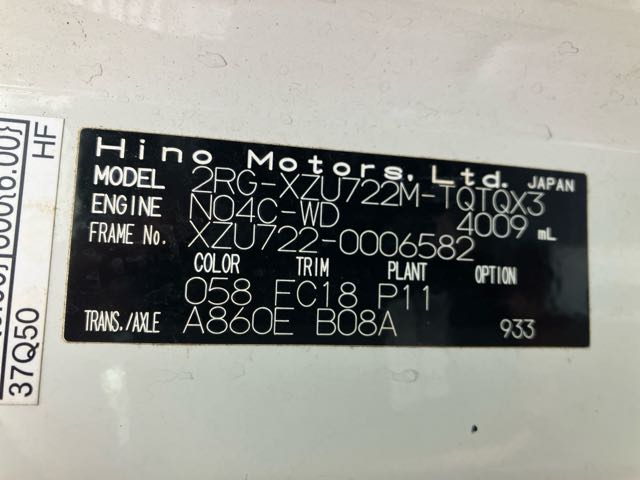 Hino Motors, Ltd. JAPAN
MODEL 2RG-XZU722M-TQTQX3
ENGINE N04C-WD 4009 mL
FRAME No. XZU722-0006582
COLOR TRIM PLANT OPTION
058 FC18 P11
TRANS./AXLE A860E B08A 933
HF
37Q50